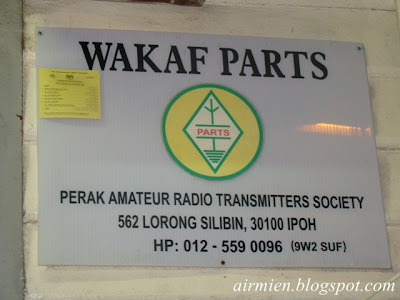 WAKAF PARTS
PARTS
PERAK AMATEUR RADIO TRANSMITTERS SOCIETY
562 LORONG SILIBIN, 30100 IPOH
HP: 012 - 559 0096 (9W2 SUF)
airmien.blogspot.com